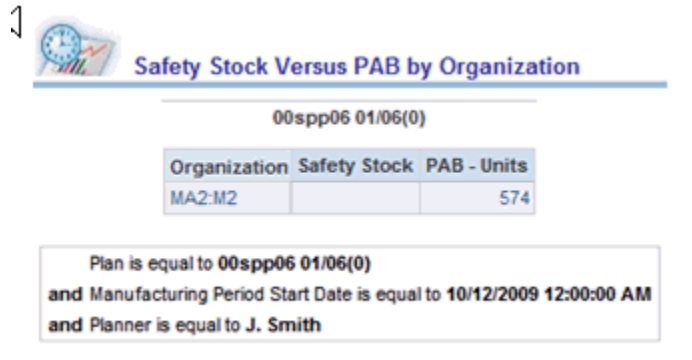 Safety Stock Versus PAB by Organization
00spp06 01/06(0)
Organization Safety Stock PAB - Units
MA2:M2 574
Plan is equal to 00spp06 01/06(0)
and Manufacturing Period Start Date is equal to 10/12/2009 12:00:00 AM
and Planner is equal to J. Smith